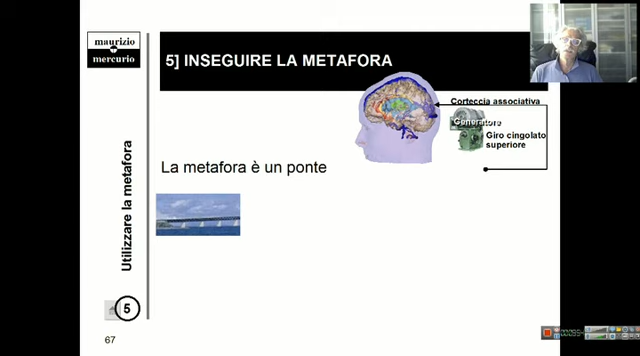 maurizio
mercurio
5] INSEGUIRE LA METAFORA
Corteccia associativa
Generatore
Giro cingolato
superiore
La metafora è un ponte
Utilizzare la metafora
5
67